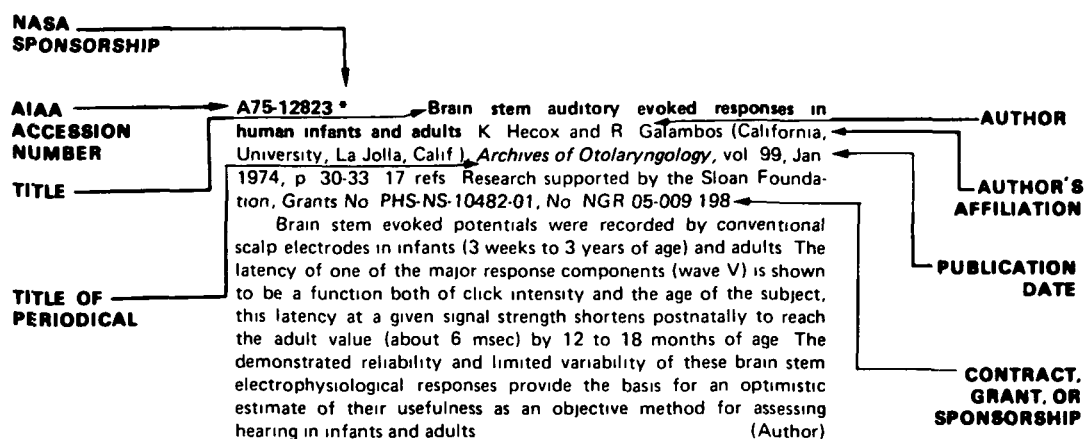 NASA
SPONSORSHIP
AIAA
ACCESSION
NUMBER
TITLE
TITLE OF
PERIODICAL
A75-12823 * Brain stem auditory evoked responses in
human infants and adults K Hecox and R Galambos (California,
University, La Jolla, Calif ), Archives of Otolaryngology, vol 99, Jan
1974, p 30-33 17 refs Research supported by the Sloan Founda-
tion, Grants No PHS-NS-10482-01, No NGR 05-009 198
Brain stem evoked potentials were recorded by conventional
scalp electrodes in infants (3 weeks to 3 years of age) and adults The
latency of one of the major response components (wave V) is shown
to be a function both of click intensity and the age of the subject,
this latency at a given signal strength shortens postnatally to reach
the adult value (about 6 msec) by 12 to 18 months of age The
demonstrated reliability and limited variability of these brain stem
electrophysiological responses provide the basis for an optimistic
estimate of their usefulness as an objective method for assessing
hearing in infants and adults (Author)
AUTHOR
AUTHOR'S
AFFILIATION
PUBLICATION
DATE
CONTRACT,
GRANT, OR
SPONSORSHIP